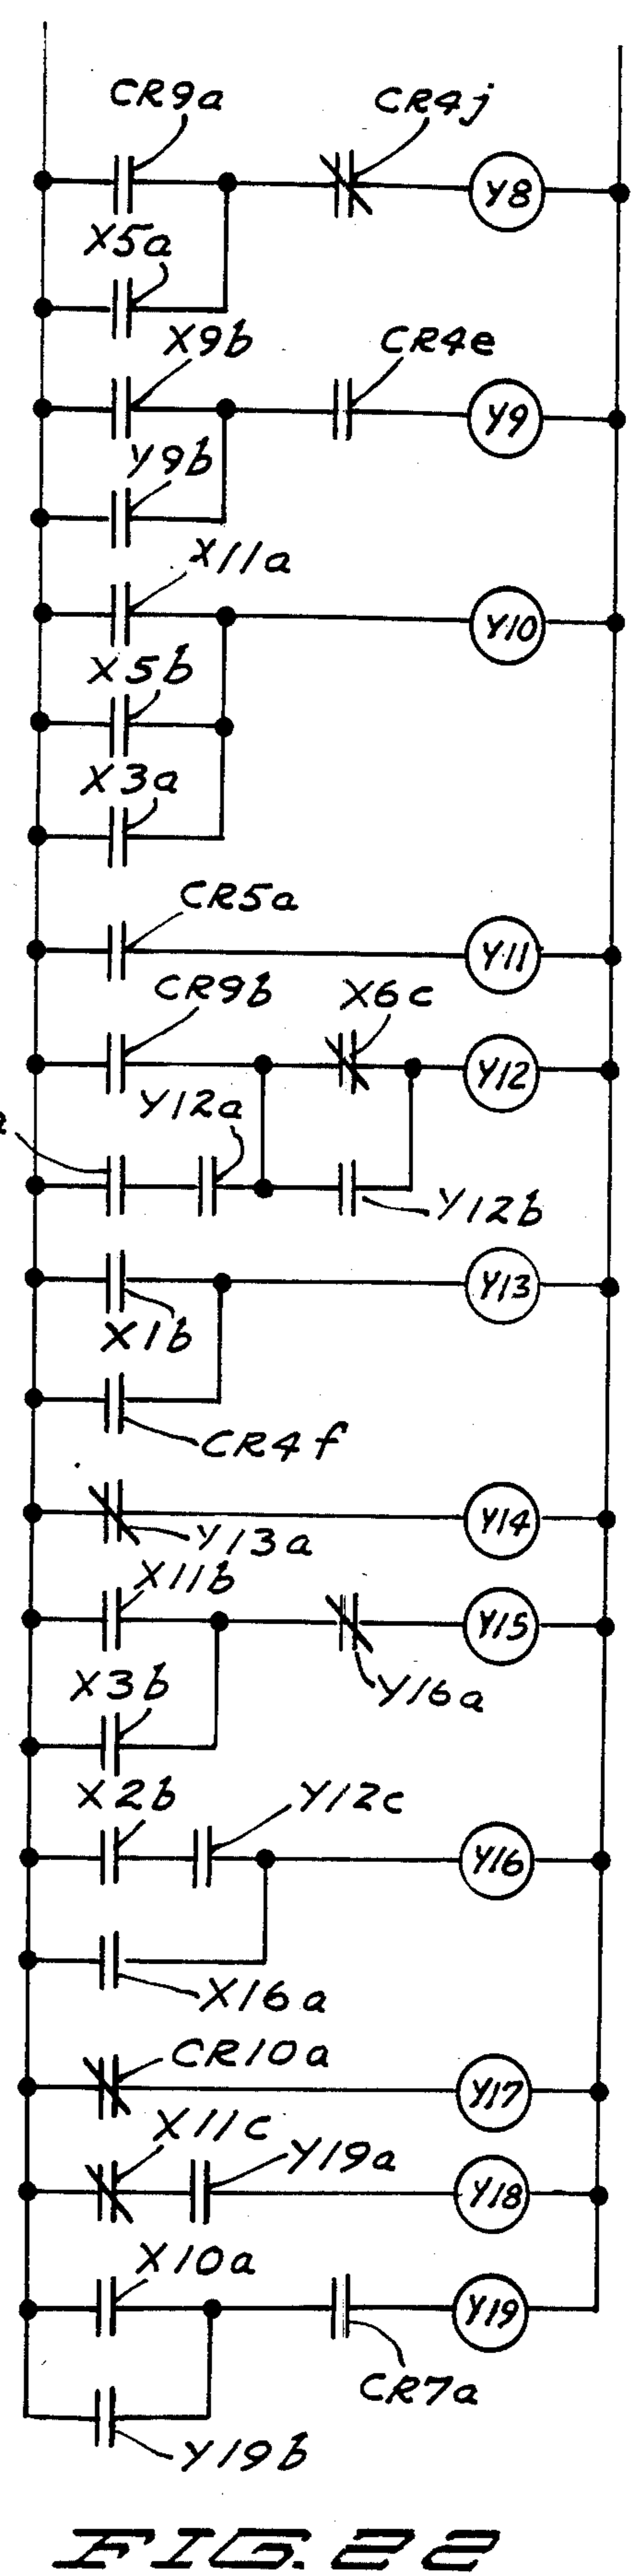 CR9a CR4j
Y8
X5a
X9b CR4e
Y9
Y9b
X11a
Y10
X5b
X3a
CR5a
Y11
CR9b X6c
Y12
Y12a
a
Y12b
Y13
X1b
CR4f
Y14
Y13a
X11b
Y15
X3b Y16a
X2b Y12c
Y16
X16a
CR10a
Y17
X11c Y19a
Y18
X10a
Y19
CR7a
Y19b
FIG. 22